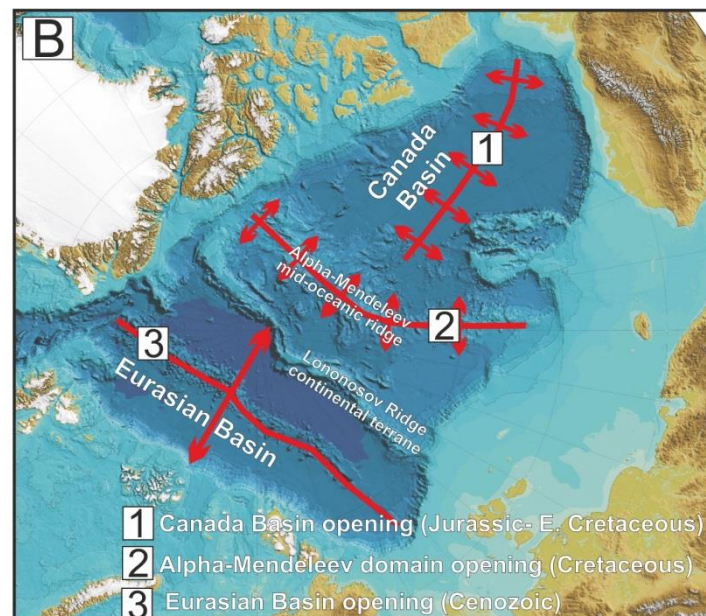 B
Canada
Basin
1
Alpha-Mendeleev
mid-oceanic ridge
2
3
Eurasian Basin
Lononosov Ridge
continental terrane
1 Canada Basin opening (Jurassic- E. Cretaceous)
2 Alpha-Mendeleev domain opening (Cretaceous)
3 Eurasian Basin opening (Cenozoic)